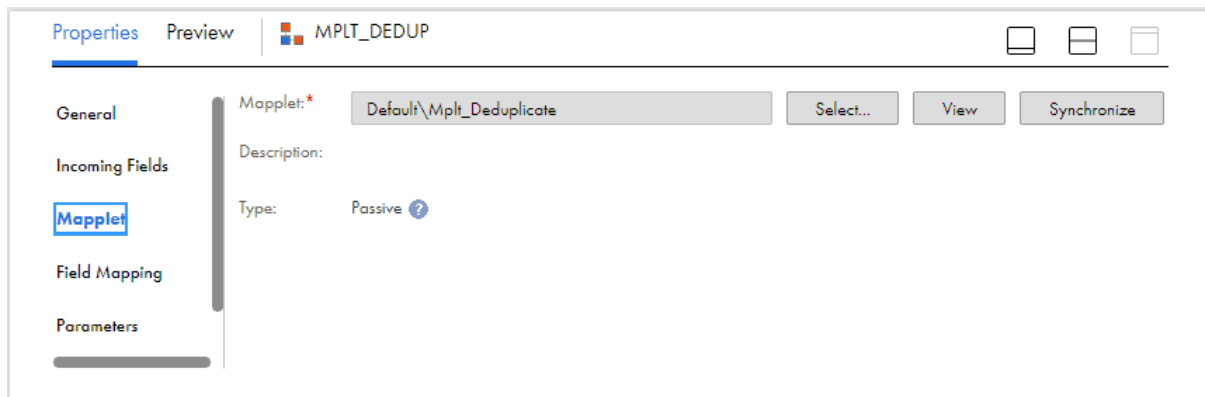 Properties Preview MPLT_DEDUP
General
Incoming Fields
Mapplet
Field Mapping
Parameters
Mapplet:* Default\Mplt_Deduplicate Select... View Synchronize
Description:
Type: Passive ?